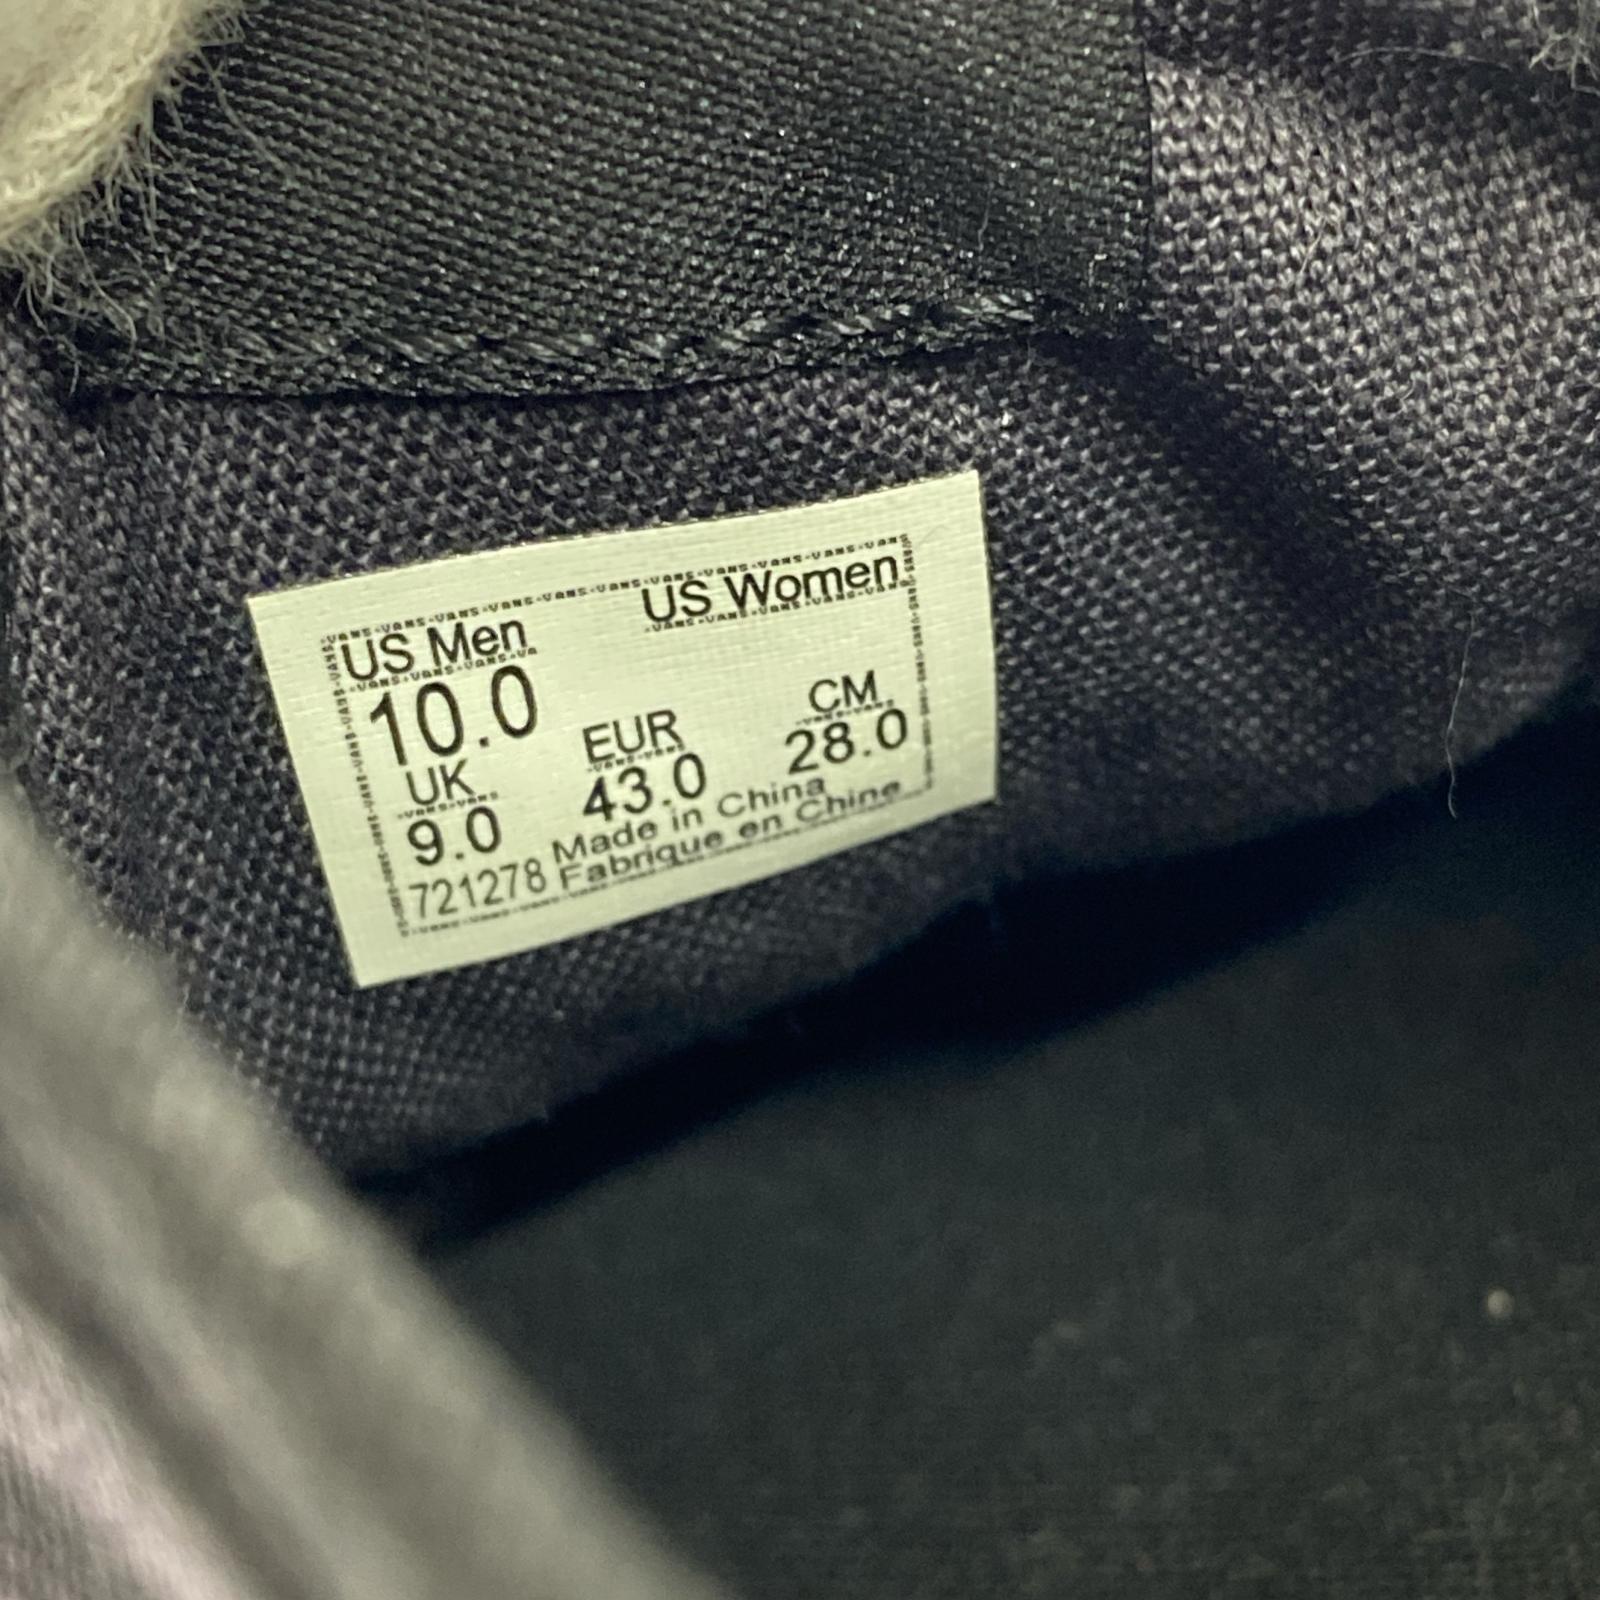 US Men
US Women
10.0
UK
EUR
CM
9.0
43.0
28.0
721278
Made in China
Fabrique en Chine